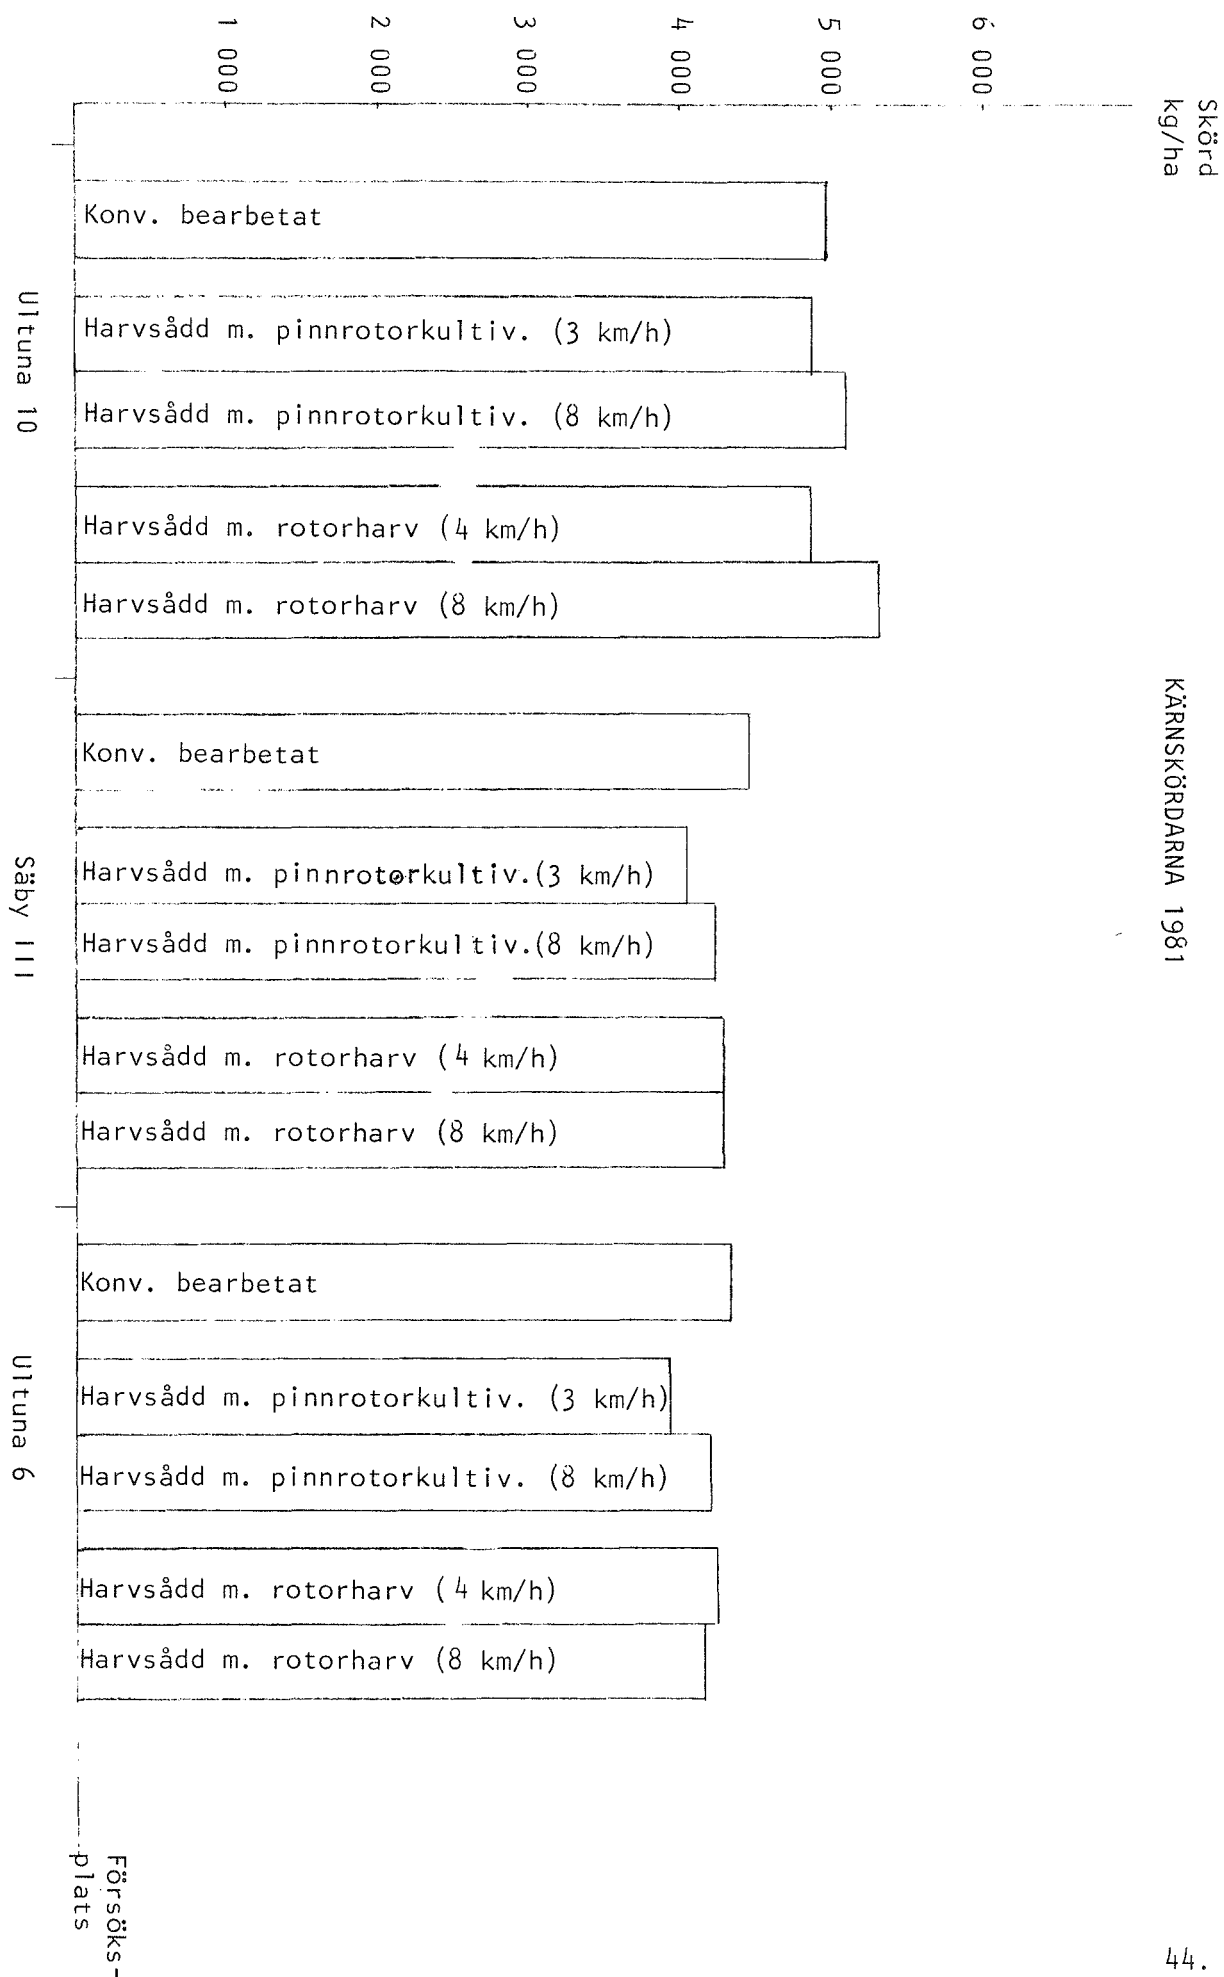 Skörd
kg/ha
6 000
5 000
4 000
3 000
2 000
1 000
KÄRNSKÖRDARNA 1981
Konv. bearbetat
Harvsådd m. pinnrotorkultiv. (3 km/h)
Harvsådd m. pinnrotorkultiv. (8 km/h)
Harvsådd m. rotorharv (4 km/h)
Harvsådd m. rotorharv (8 km/h)
Ultuna 10
Konv. bearbetat
Harvsådd m. pinnrotorkultiv.(3 km/h)
Harvsådd m. pinnrotorkultiv.(8 km/h)
Harvsådd m. rotorharv (4 km/h)
Harvsådd m. rotorharv (8 km/h)
Säby III
Konv. bearbetat
Harvsådd m. pinnrotorkultiv. (3 km/h)
Harvsådd m. pinnrotorkultiv. (8 km/h)
Harvsådd m. rotorharv (4 km/h)
Harvsådd m. rotorharv (8 km/h)
Ultuna 6
Försöks-
plats
44.